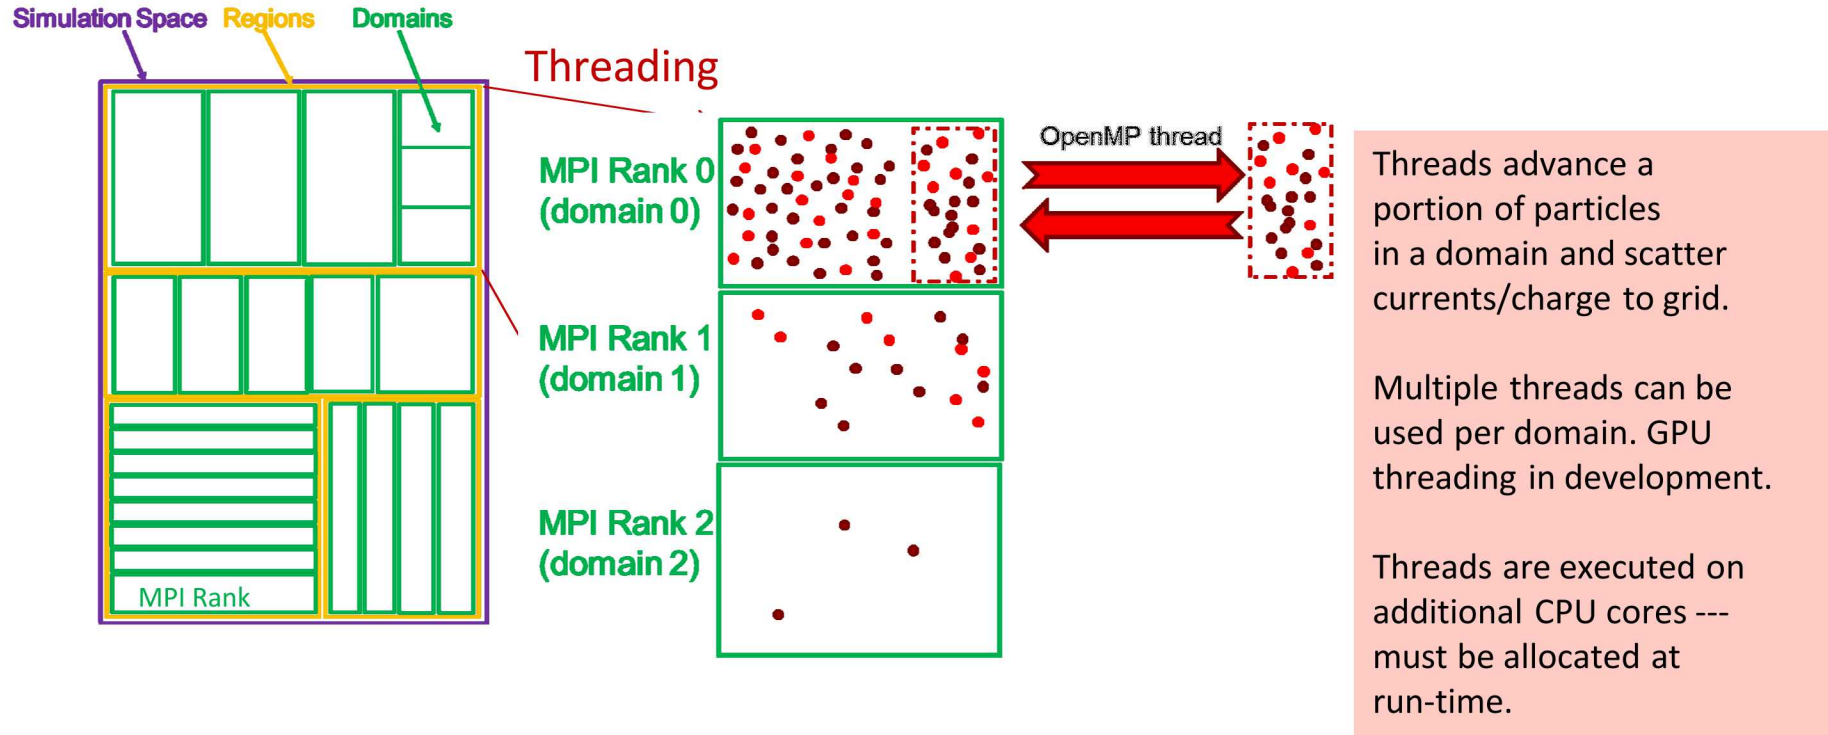 Simulation Space Regions Domains
Threading
MPI Rank 0
(domain 0)
OpenMP thread
MPI Rank 1
(domain 1)
MPI Rank 2
(domain 2)
MPI Rank
Threads advance a
portion of particles
in a domain and scatter
currents/charge to grid.
Multiple threads can be
used per domain. GPU
threading in development.
Threads are executed on
additional CPU cores ---
must be allocated at
run-time.